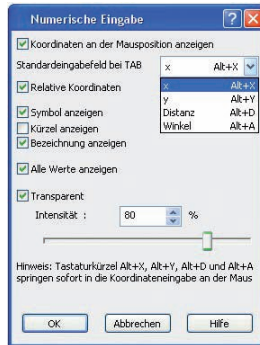 Numerische Eingabe
Koordinaten an der Mausposition anzeigen
Standardeingabefeld bei TAB
x Alt+X
x Alt+X
y Alt+Y
Distanz Alt+D
Winkel Alt+A
Relative Koordinaten
Symbol anzeigen
Kürzel anzeigen
Bezeichnung anzeigen
Alle Werte anzeigen
Transparent
Intensität : 80 %
Hinweis: Tastaturkürzel Alt+X, Alt+Y, Alt+D und Alt+A
springen sofort in die Koordinateneingabe an der Maus
OK Abbrechen Hilfe